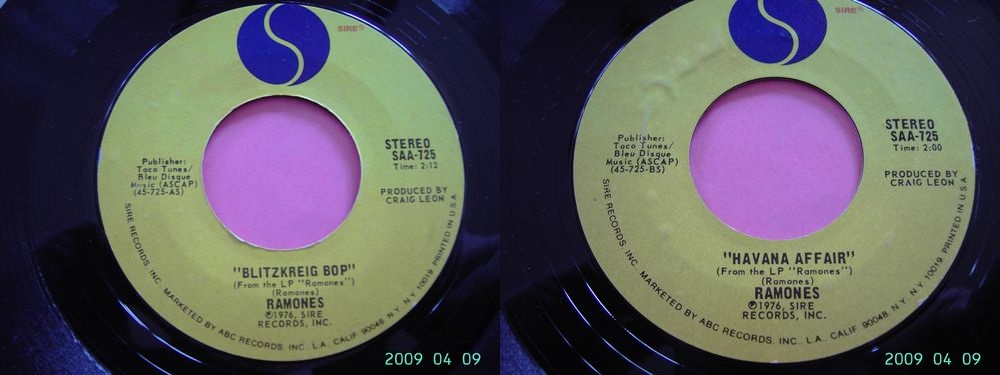 SIRE®
STEREO
SAA-725
Time: 2:12
Publisher:
Taco Tunes/
Bleu Disque
Music (ASCAP)
(45-725-AS)
PRODUCED BY
CRAIG LEON
"BLITZKREIG BOP"
(From the LP "Ramones")
(Ramones)
RAMONES
℗1976, SIRE
RECORDS, INC.
SIRE RECORDS, INC. MARKETED BY ABC RECORDS, INC., L.A., CALIF. 90048, N.Y. N.Y. 10019 PRINTED IN U.S.A.
2009 04 09
SIRE®
STEREO
SAA-725
Time: 2:00
Publisher:
Taco Tunes/
Bleu Disque
Music (ASCAP)
(45-725-BS)
PRODUCED BY
CRAIG LEON
"HAVANA AFFAIR"
(From the LP "Ramones")
(Ramones)
RAMONES
℗1976, SIRE
RECORDS, INC.
SIRE RECORDS, INC. MARKETED BY ABC RECORDS, INC., L.A., CALIF. 90048, N.Y. N.Y. 10019 PRINTED IN U.S.A.
2009 04 09